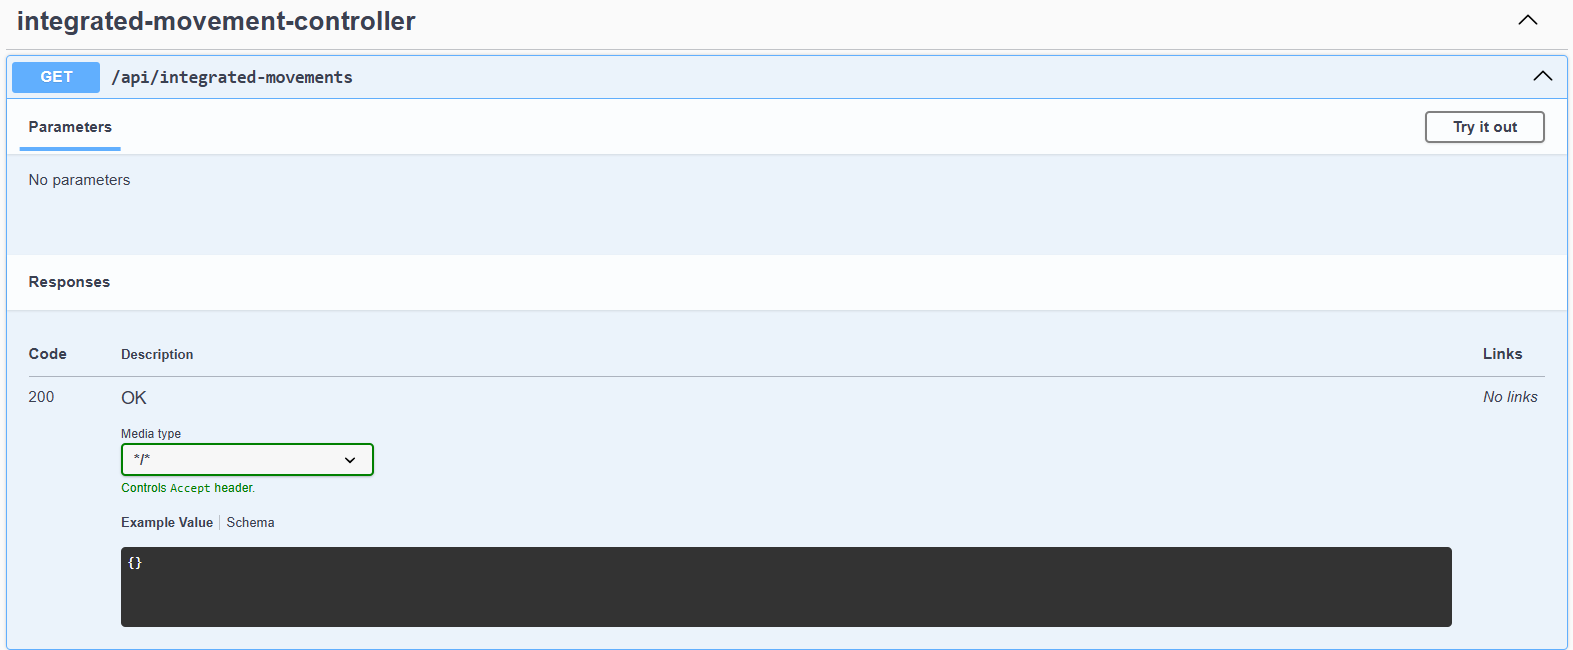 integrated-movement-controller
GET /api/integrated-movements
Parameters
Try it out
No parameters
Responses
Code Description Links
200 OK No links
Media type
*/*
Controls Accept header.
Example Value Schema
{}